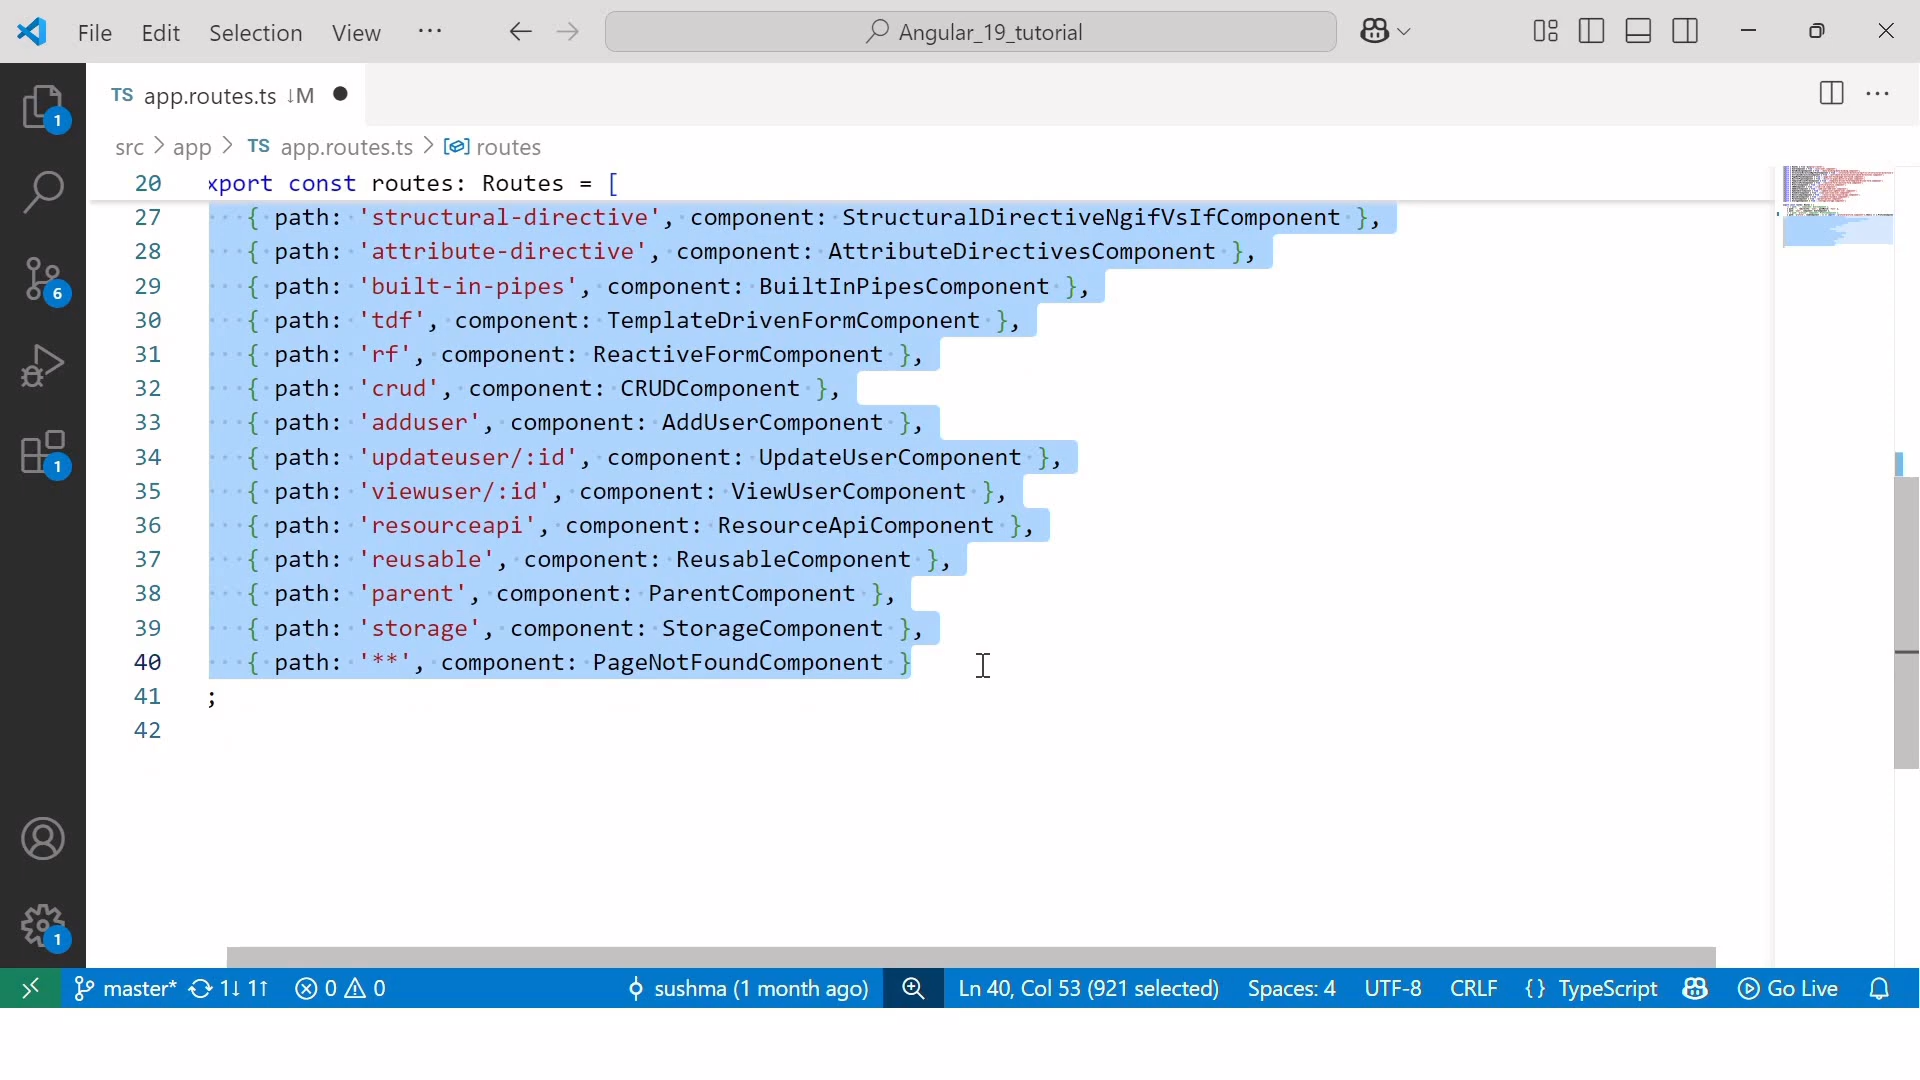 File Edit Selection View ··· Angular_19_tutorial
TS app.routes.ts ↓M
src > app > TS app.routes.ts > routes
20 xport const routes: Routes = [
27 { path: 'structural-directive', component: StructuralDirectiveNgifVsIfComponent },
28 { path: 'attribute-directive', component: AttributeDirectivesComponent },
29 { path: 'built-in-pipes', component: BuiltInPipesComponent },
30 { path: 'tdf', component: TemplateDrivenFormComponent },
31 { path: 'rf', component: ReactiveFormComponent },
32 { path: 'crud', component: CRUDComponent },
33 { path: 'adduser', component: AddUserComponent },
34 { path: 'updateuser/:id', component: UpdateUserComponent },
35 { path: 'viewuser/:id', component: ViewUserComponent },
36 { path: 'resourceapi', component: ResourceApiComponent },
37 { path: 'reusable', component: ReusableComponent },
38 { path: 'parent', component: ParentComponent },
39 { path: 'storage', component: StorageComponent },
40 { path: '**', component: PageNotFoundComponent }
41 ;
42
1
6
1
1
master* 1↓ 1↑ 0 0 sushma (1 month ago) Ln 40, Col 53 (921 selected) Spaces: 4 UTF-8 CRLF {} TypeScript Go Live